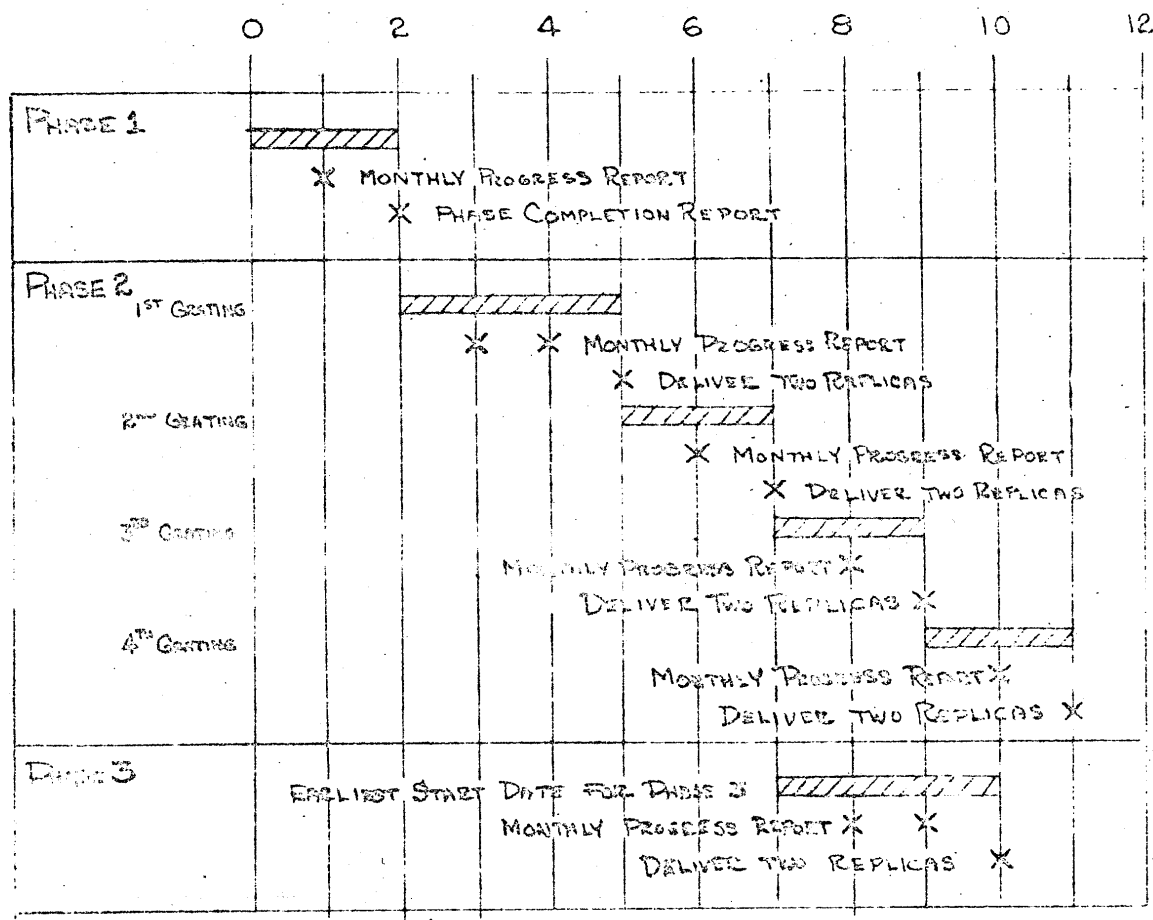 0 2 4 6 8 10 12
PHASE 1
MONTHLY PROGRESS REPORT
PHASE COMPLETION REPORT
PHASE 2
1ST GRATING
MONTHLY PROGRESS REPORT
DELIVER TWO REPLICAS
2ND GRATING
MONTHLY PROGRESS REPORT
DELIVER TWO REPLICAS
3RD GRATING
MONTHLY PROGRESS REPORT
DELIVER TWO REPLICAS
4TH GRATING
MONTHLY PROGRESS REPORT
DELIVER TWO REPLICAS
PHASE 3
EARLIEST START DATE FOR PHASE 3
MONTHLY PROGRESS REPORT
DELIVER TWO REPLICAS